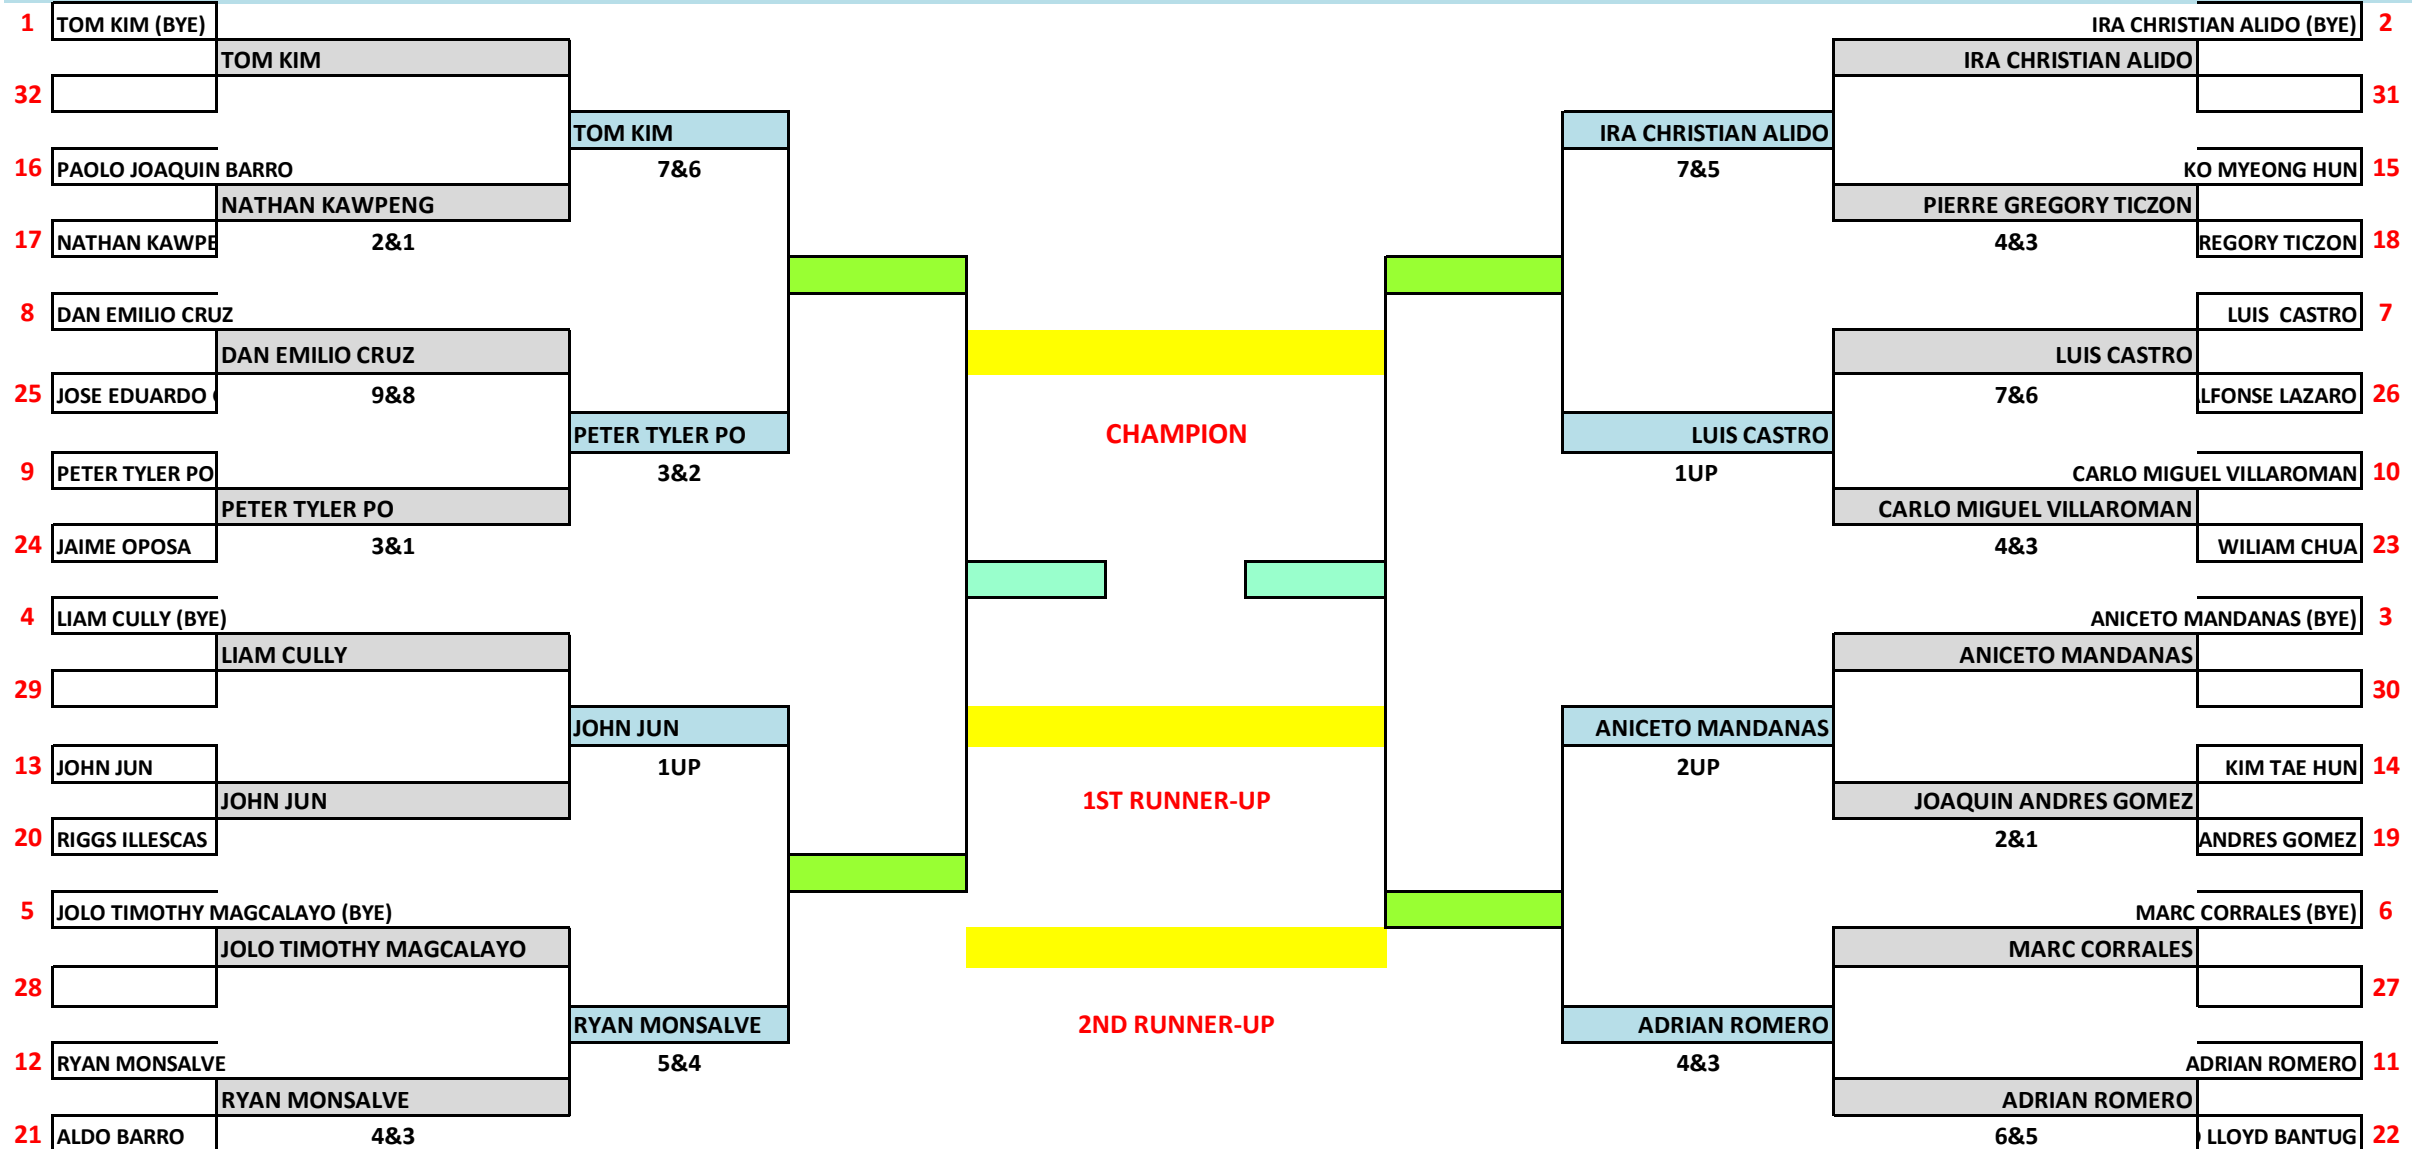 1 TOM KIM (BYE)
TOM KIM
32
TOM KIM
16 PAOLO JOAQUIN BARRO
7&6
NATHAN KAWPENG
17 NATHAN KAWPE
2&1
8 DAN EMILIO CRUZ
DAN EMILIO CRUZ
25 JOSE EDUARDO
9&8
PETER TYLER PO
9 PETER TYLER PO
3&2
PETER TYLER PO
24 JAIME OPOSA
3&1
4 LIAM CULLY (BYE)
LIAM CULLY
29
JOHN JUN
13 JOHN JUN
1UP
JOHN JUN
20 RIGGS ILLESCAS
5 JOLO TIMOTHY MAGCALAYO (BYE)
JOLO TIMOTHY MAGCALAYO
28
RYAN MONSALVE
12 RYAN MONSALVE
5&4
RYAN MONSALVE
21 ALDO BARRO
4&3
CHAMPION
1ST RUNNER-UP
2ND RUNNER-UP
IRA CHRISTIAN ALIDO (BYE) 2
IRA CHRISTIAN ALIDO
31
IRA CHRISTIAN ALIDO
7&5
KO MYEONG HUN 15
PIERRE GREGORY TICZON
4&3
REGORY TICZON 18
LUIS CASTRO 7
LUIS CASTRO
7&6
LFONSE LAZARO 26
LUIS CASTRO
1UP
CARLO MIGUEL VILLAROMAN 10
CARLO MIGUEL VILLAROMAN
4&3
WILIAM CHUA 23
ANICETO MANDANAS (BYE) 3
ANICETO MANDANAS
30
ANICETO MANDANAS
2UP
KIM TAE HUN 14
JOAQUIN ANDRES GOMEZ
2&1
ANDRES GOMEZ 19
MARC CORRALES (BYE) 6
MARC CORRALES
27
ADRIAN ROMERO
4&3
ADRIAN ROMERO 11
ADRIAN ROMERO
6&5
LLOYD BANTUG 22